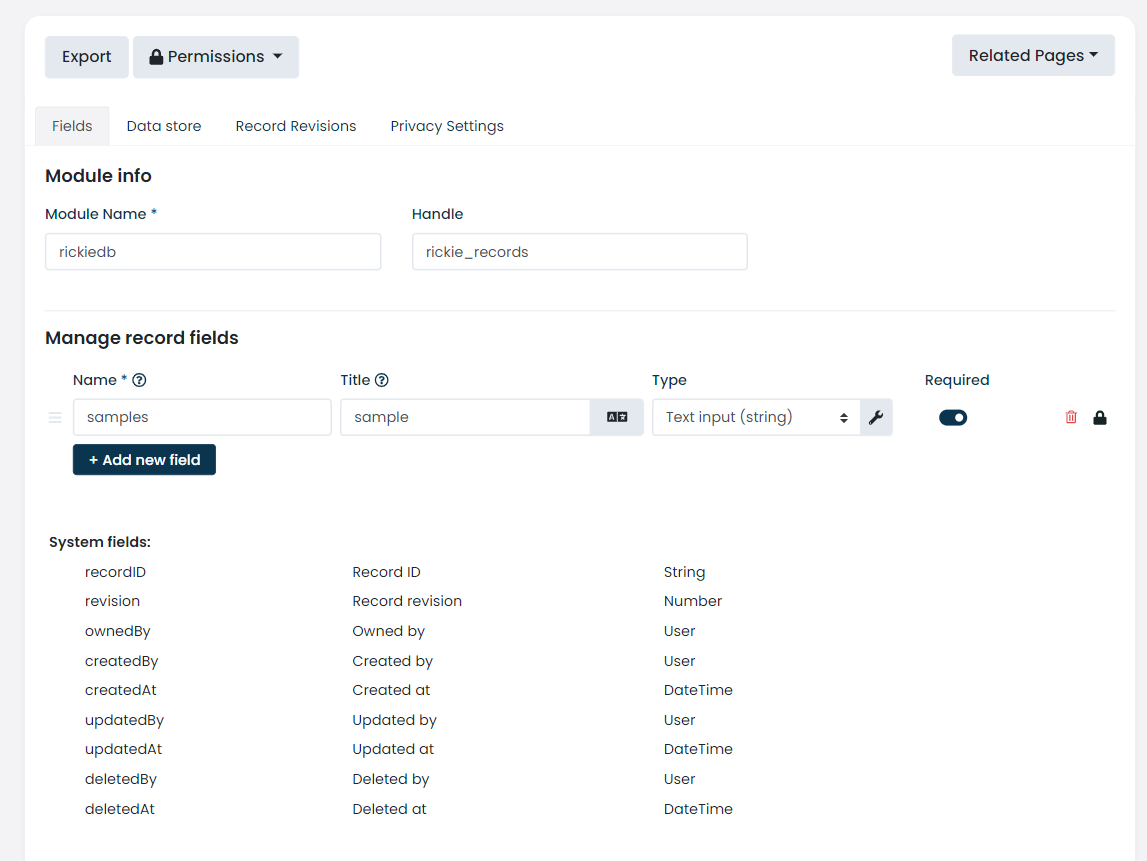 Export Permissions Related Pages
Fields Data store Record Revisions Privacy Settings
Module info
Module Name * Handle
rickiedb rickie_records
Manage record fields
Name * Title Type Required
samples sample Text input (string)
+ Add new field
System fields:
recordID Record ID String
revision Record revision Number
ownedBy Owned by User
createdBy Created by User
createdAt Created at DateTime
updatedBy Updated by User
updatedAt Updated at DateTime
deletedBy Deleted by User
deletedAt Deleted at DateTime